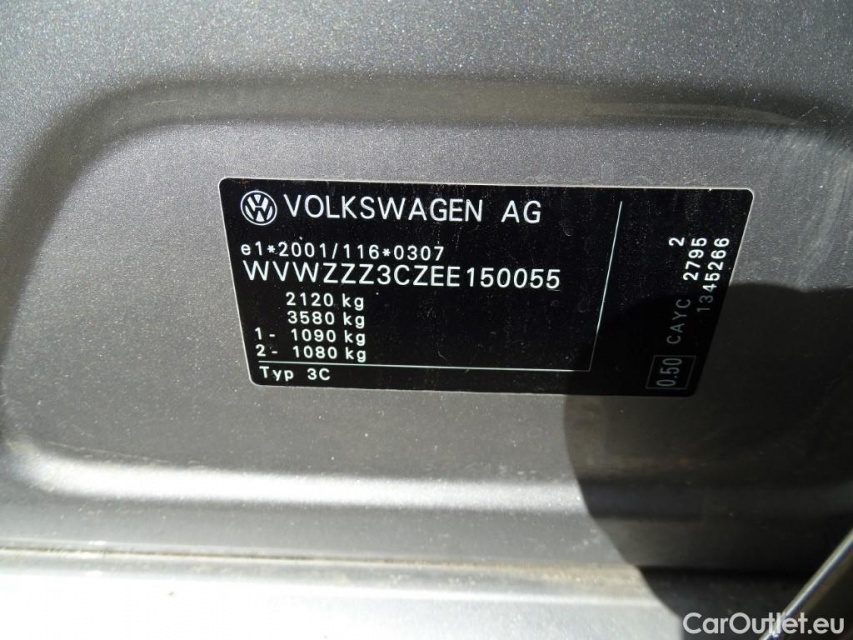 VOLKSWAGEN AG
e1*2001/116*0307
WVWZZZ3CZEE150055
2120 kg
3580 kg
1- 1090 kg
2- 1080 kg
Typ 3C
2
CAYC 2795
0.50
1345266
CarOutlet.eu